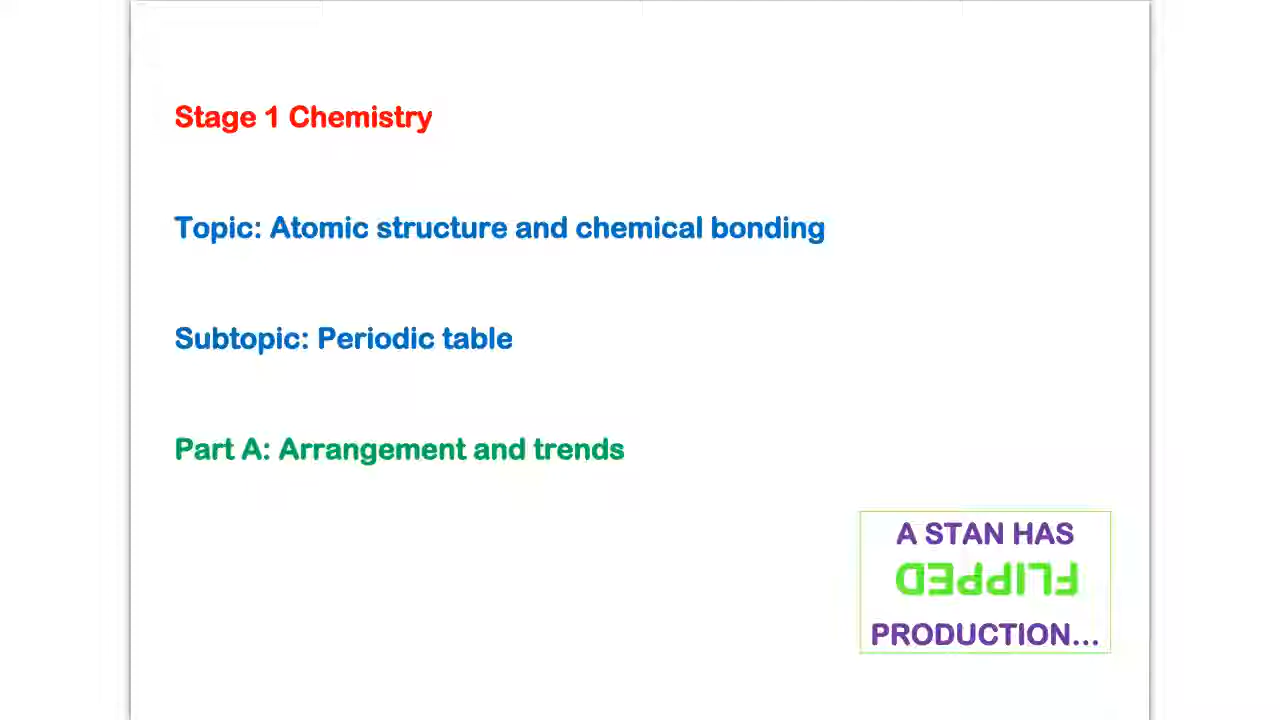 Stage 1 Chemistry
Topic: Atomic structure and chemical bonding
Subtopic: Periodic table
Part A: Arrangement and trends
A STAN HAS
FLIPPED
PRODUCTION...